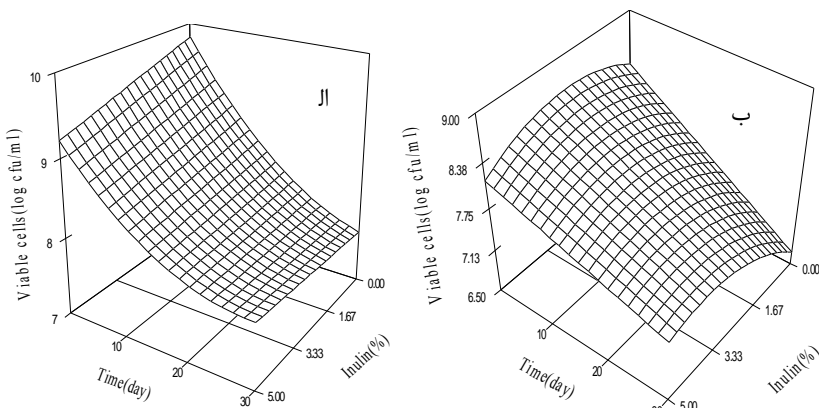 10
9
8
7
Viable cells(log cfu/ml)
10
20
30
Time(day)
5.00
3.33
1.67
0.00
Inulin(%)
ال
9.00
8.38
7.75
7.13
6.50
Viable cells(log cfu/ml)
10
20
30
Time(day)
5.00
3.33
1.67
0.00
Inulin(%)
ب